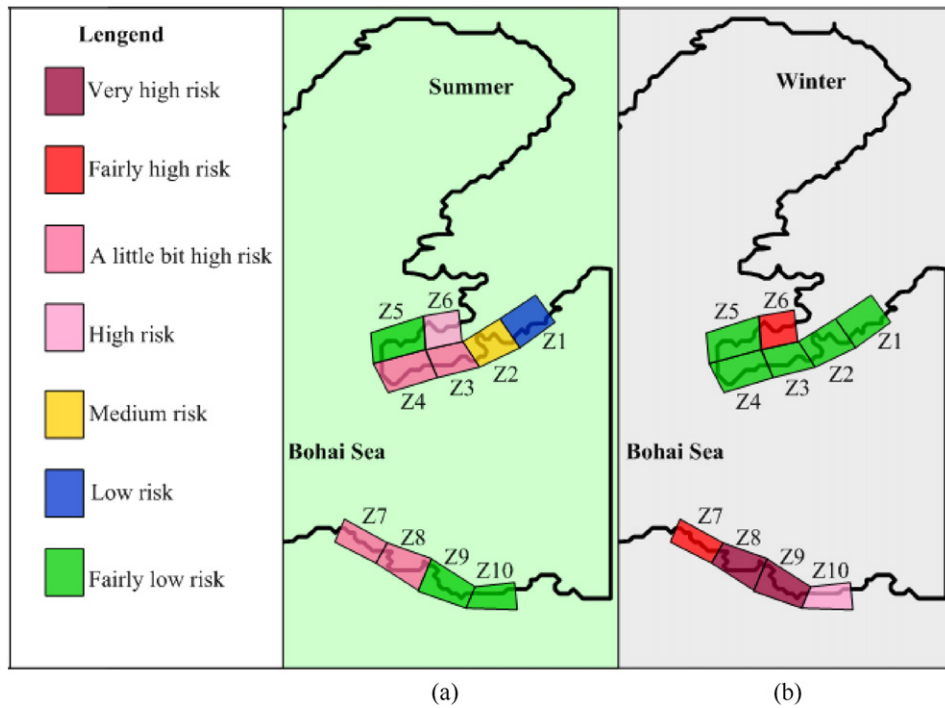 Lengend
Very high risk
Fairly high risk
A little bit high risk
High risk
Medium risk
Low risk
Fairly low risk
Summer
Z5
Z6
Z1
Z2
Z3
Z4
Bohai Sea
Z7
Z8
Z9
Z10
(a)
Winter
Z5
Z6
Z1
Z2
Z3
Z4
Bohai Sea
Z7
Z8
Z9
Z10
(b)